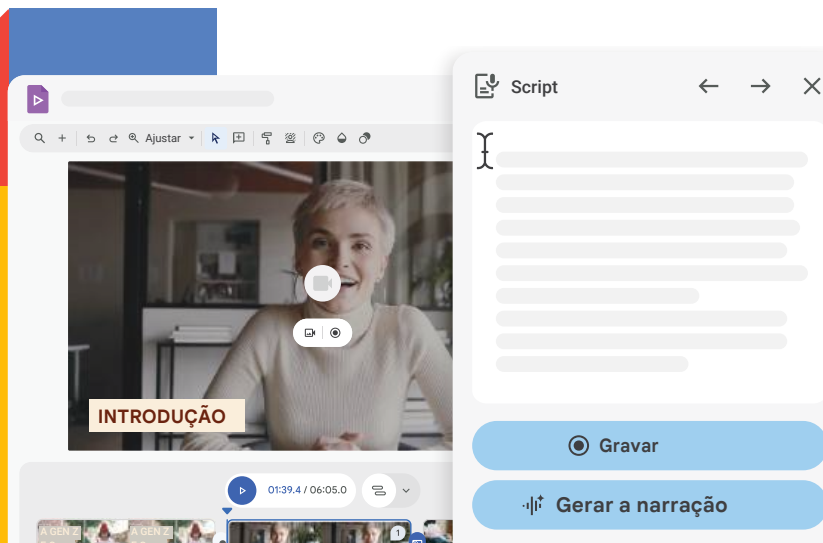 Script
Ajustar
INTRODUÇÃO
Gravar
Gerar a narração
01:39.4 / 06:05.0
A GEN Z
A GEN Z
1